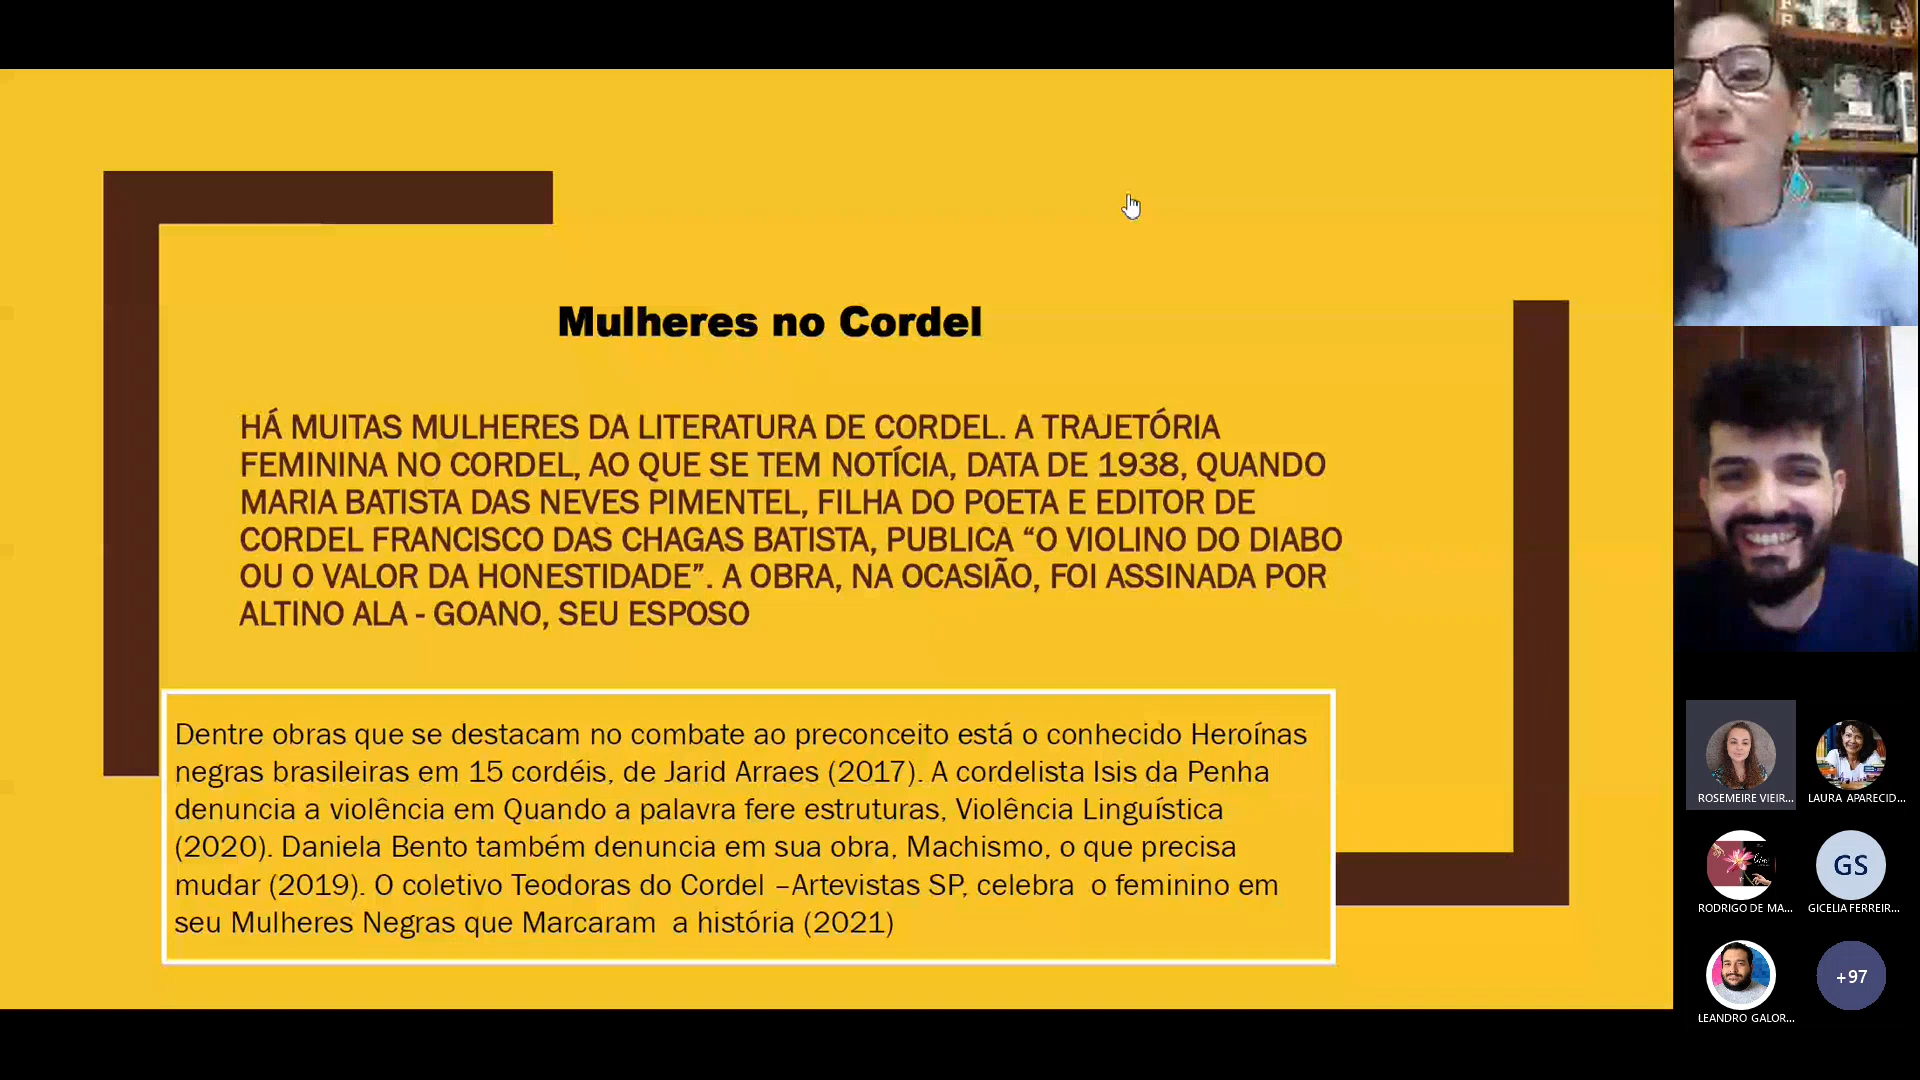 Mulheres no Cordel
HÁ MUITAS MULHERES DA LITERATURA DE CORDEL. A TRAJETÓRIA
FEMININA NO CORDEL, AO QUE SE TEM NOTÍCIA, DATA DE 1938, QUANDO
MARIA BATISTA DAS NEVES PIMENTEL, FILHA DO POETA E EDITOR DE
CORDEL FRANCISCO DAS CHAGAS BATISTA, PUBLICA “O VIOLINO DO DIABO
OU O VALOR DA HONESTIDADE”. A OBRA, NA OCASIÃO, FOI ASSINADA POR
ALTINO ALA - GOANO, SEU ESPOSO
Dentre obras que se destacam no combate ao preconceito está o conhecido Heroínas
negras brasileiras em 15 cordéis, de Jarid Arraes (2017). A cordelista Isis da Penha
denuncia a violência em Quando a palavra fere estruturas, Violência Linguística
(2020). Daniela Bento também denuncia em sua obra, Machismo, o que precisa
mudar (2019). O coletivo Teodoras do Cordel –Artevistas SP, celebra o feminino em
seu Mulheres Negras que Marcaram a história (2021)
ROSEMEIRE VIEIR...
LAURA APARECID...
RODRIGO DE MA...
GS
GICELIA FERREIR...
LEANDRO GALOR...
+97